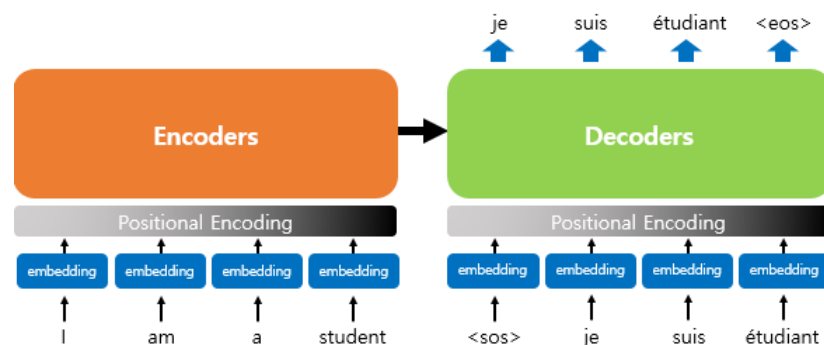 je suis étudiant <eos>
Encoders
Decoders
Positional Encoding
Positional Encoding
embedding embedding embedding embedding
embedding embedding embedding embedding
I am a student
<sos> je suis étudiant